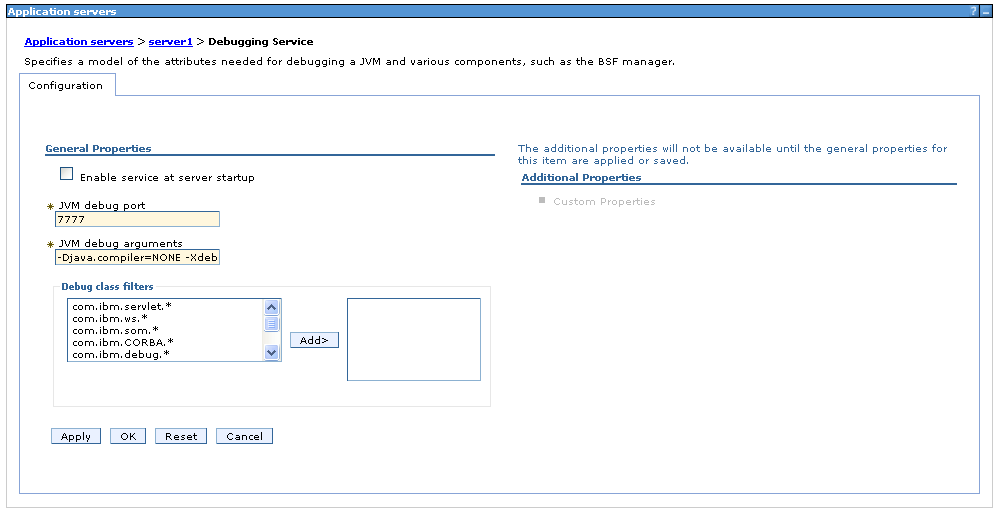 Application servers ? –
Application servers > server1 > Debugging Service
Specifies a model of the attributes needed for debugging a JVM and various components, such as the BSF manager.
Configuration
General Properties
Enable service at server startup
* JVM debug port
7777
* JVM debug arguments
-Djava.compiler=NONE -Xdeb
Debug class filters
com.ibm.servlet.*
com.ibm.ws.*
com.ibm.som.*
com.ibm.CORBA.*
com.ibm.debug.*
Add>
Apply OK Reset Cancel
The additional properties will not be available until the general properties for
this item are applied or saved.
Additional Properties
Custom Properties